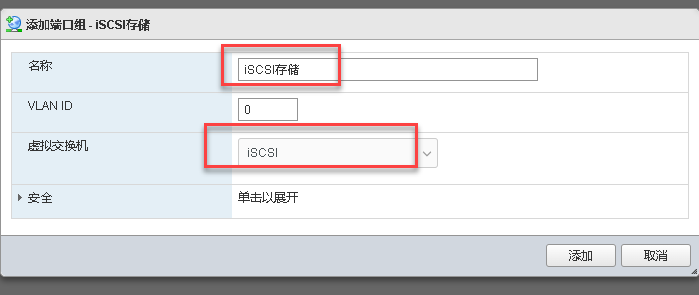 添加端口组 - iSCSI存储
名称
iSCSI存储
VLAN ID
0
虚拟交换机
iSCSI
安全
单击以展开
添加
取消